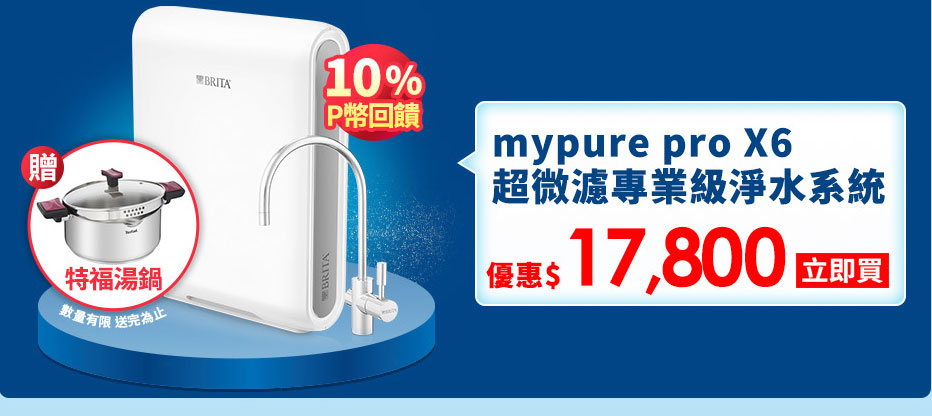 BRITA
10%
P幣回饋
贈
Tefal
特福湯鍋
數量有限 送完為止
BRITA
mypure pro X6
超微濾專業級淨水系統
優惠$17,800 立即買